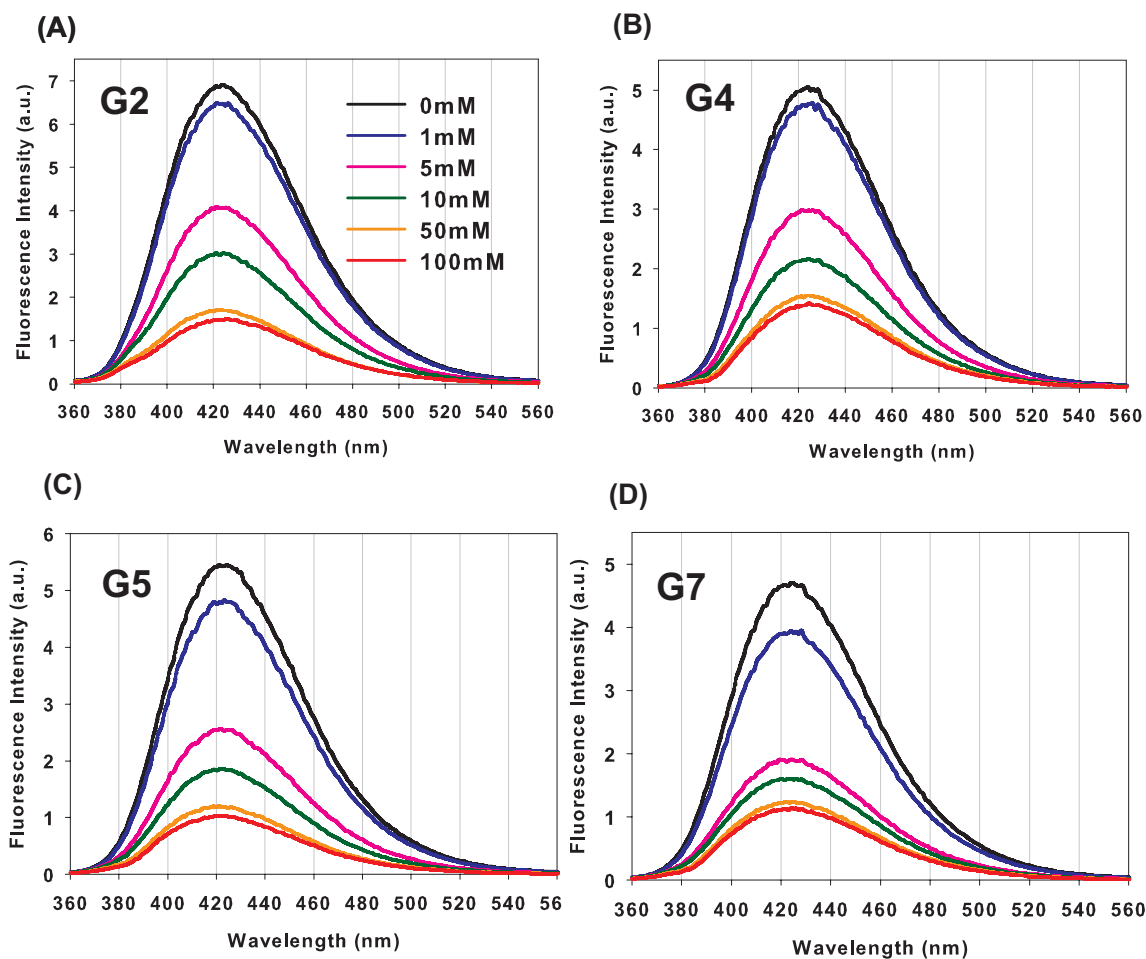 (A)
G2
0mM
1mM
5mM
10mM
50mM
100mM
Fluorescence Intensity (a.u.)
7
6
5
4
3
2
1
0
360 380 400 420 440 460 480 500 520 540 560
Wavelength (nm)
(B)
G4
Fluorescence Intensity (a.u.)
5
4
3
2
1
0
360 380 400 420 440 460 480 500 520 540 560
Wavelength (nm)
(C)
G5
Fluorescence Intensity (a.u.)
6
5
4
3
2
1
0
360 380 400 420 440 460 480 500 520 540 56
Wavelength (nm)
(D)
G7
Fluorescence Intensity (a.u.)
5
4
3
2
1
0
360 380 400 420 440 460 480 500 520 540 560
Wavelength (nm)